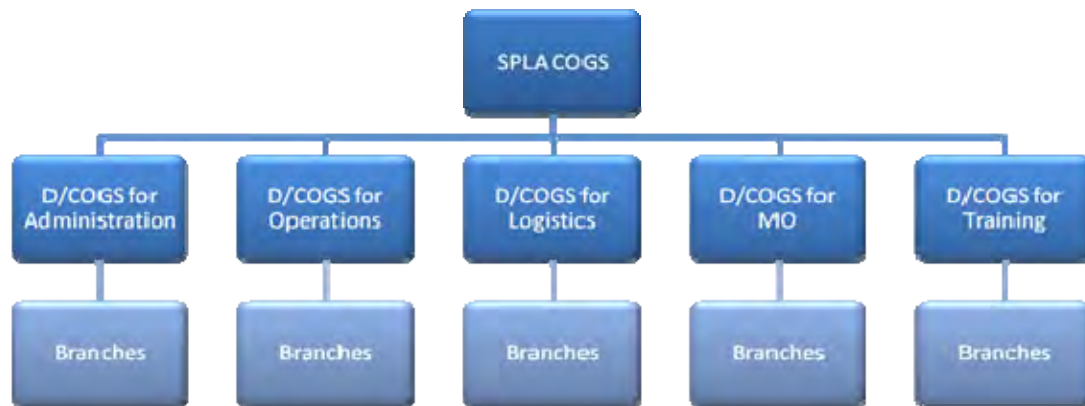 SPLA COGS
D/COGS for
Administration
D/COGS for
Operations
D/COGS for
Logistics
D/COGS for
MO
D/COGS for
Training
Branches
Branches
Branches
Branches
Branches